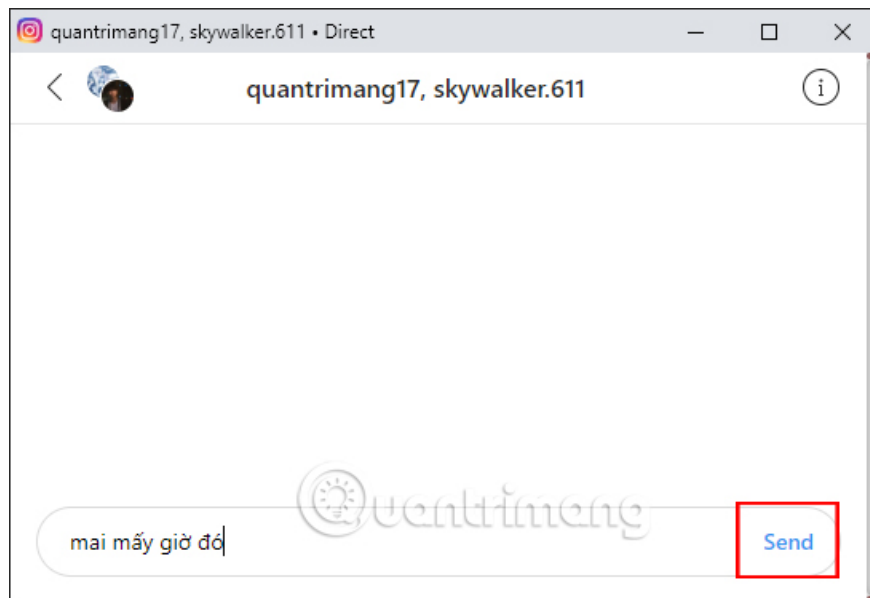 quantrimang17, skywalker.611 • Direct
quantrimang17, skywalker.611
Quantrimang
mai mấy giờ đó
Send